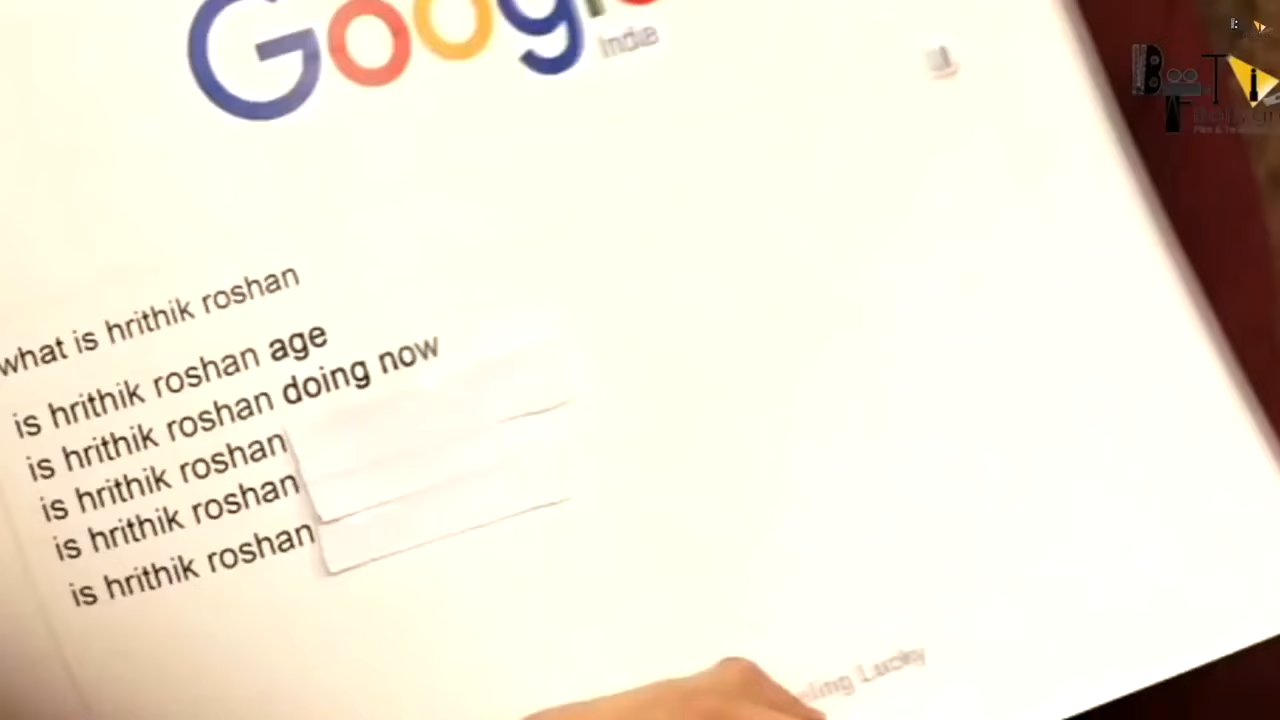 Google
India
what is hrithik roshan
is hrithik roshan age
is hrithik roshan doing now
is hrithik roshan
is hrithik roshan
is hrithik roshan
Lucky